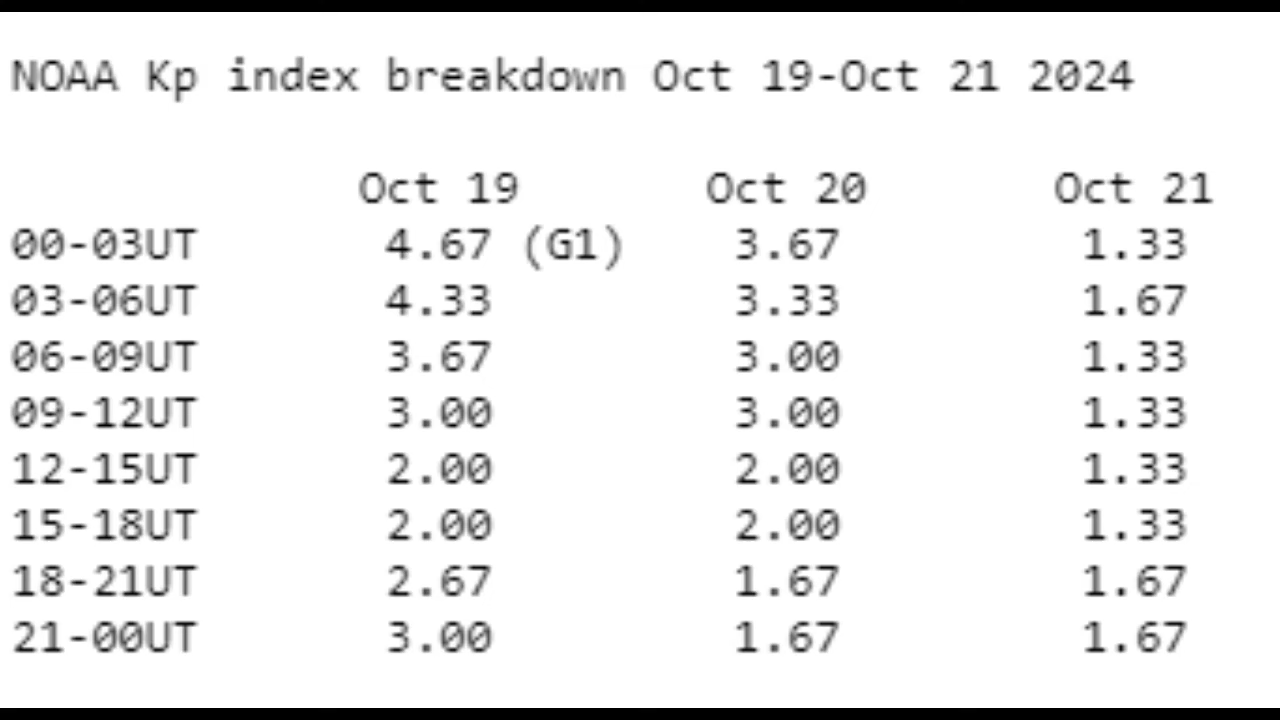 NOAA Kp index breakdown Oct 19-Oct 21 2024
Oct 19 Oct 20 Oct 21
00-03UT 4.67 (G1) 3.67 1.33
03-06UT 4.33 3.33 1.67
06-09UT 3.67 3.00 1.33
09-12UT 3.00 3.00 1.33
12-15UT 2.00 2.00 1.33
15-18UT 2.00 2.00 1.33
18-21UT 2.67 1.67 1.67
21-00UT 3.00 1.67 1.67